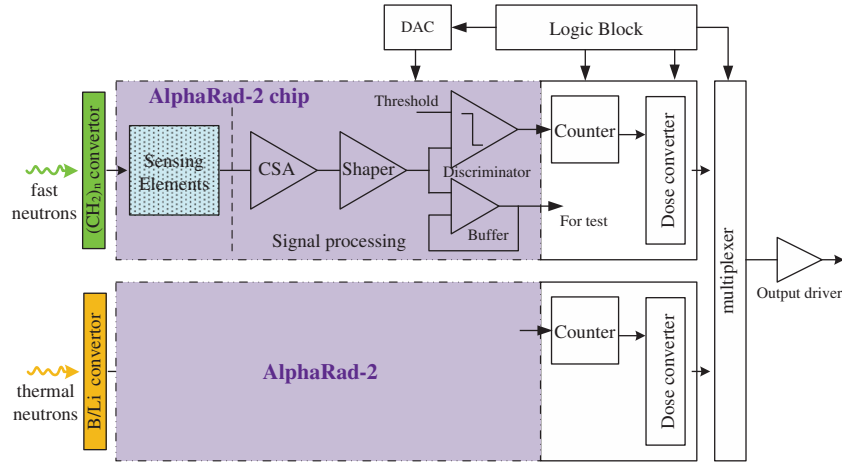 DAC
Logic Block
AlphaRad-2 chip
Threshold
(CH2)n convertor
Sensing
Elements
CSA
Shaper
Discriminator
Counter
Dose converter
fast
neutrons
Buffer
For test
Signal processing
multiplexer
Output driver
B/Li convertor
thermal
neutrons
AlphaRad-2
Counter
Dose converter